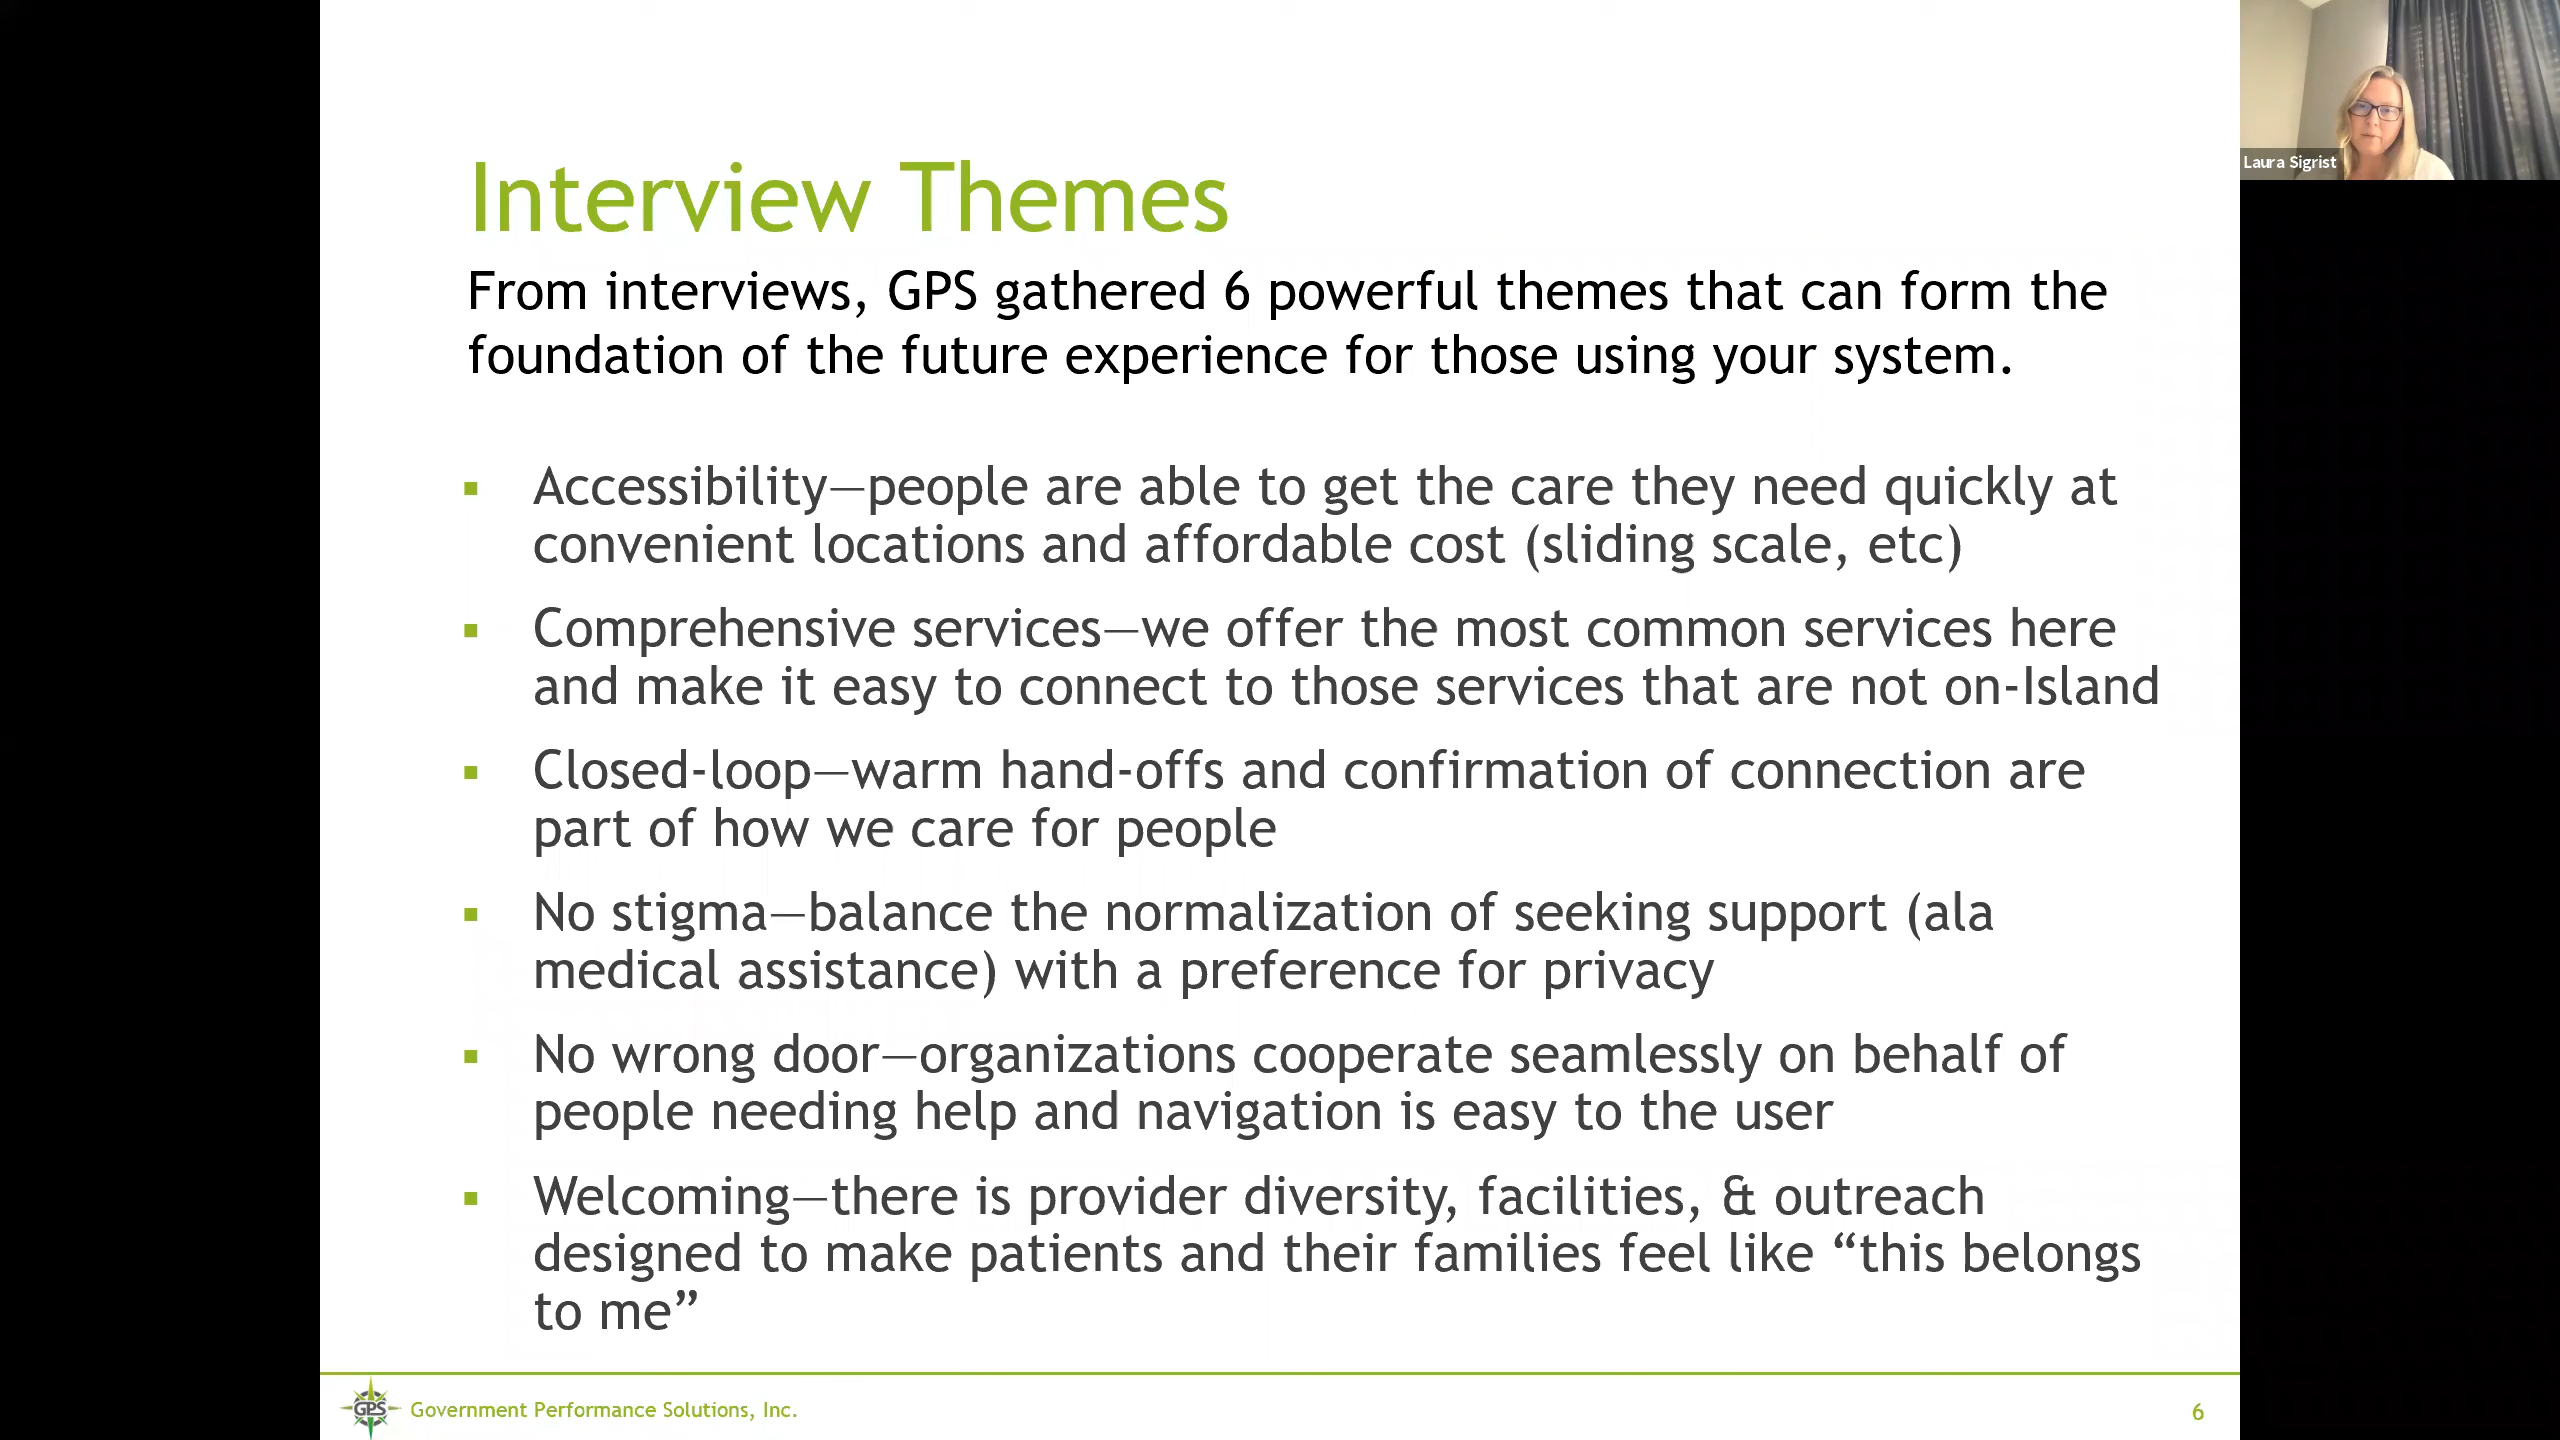 Interview Themes
From interviews, GPS gathered 6 powerful themes that can form the
foundation of the future experience for those using your system.
▪ Accessibility—people are able to get the care they need quickly at
convenient locations and affordable cost (sliding scale, etc)
▪ Comprehensive services—we offer the most common services here
and make it easy to connect to those services that are not on-Island
▪ Closed-loop—warm hand-offs and confirmation of connection are
part of how we care for people
▪ No stigma—balance the normalization of seeking support (ala
medical assistance) with a preference for privacy
▪ No wrong door—organizations cooperate seamlessly on behalf of
people needing help and navigation is easy to the user
▪ Welcoming—there is provider diversity, facilities, & outreach
designed to make patients and their families feel like “this belongs
to me”
GPS Government Performance Solutions, Inc.
6
Laura Sigrist